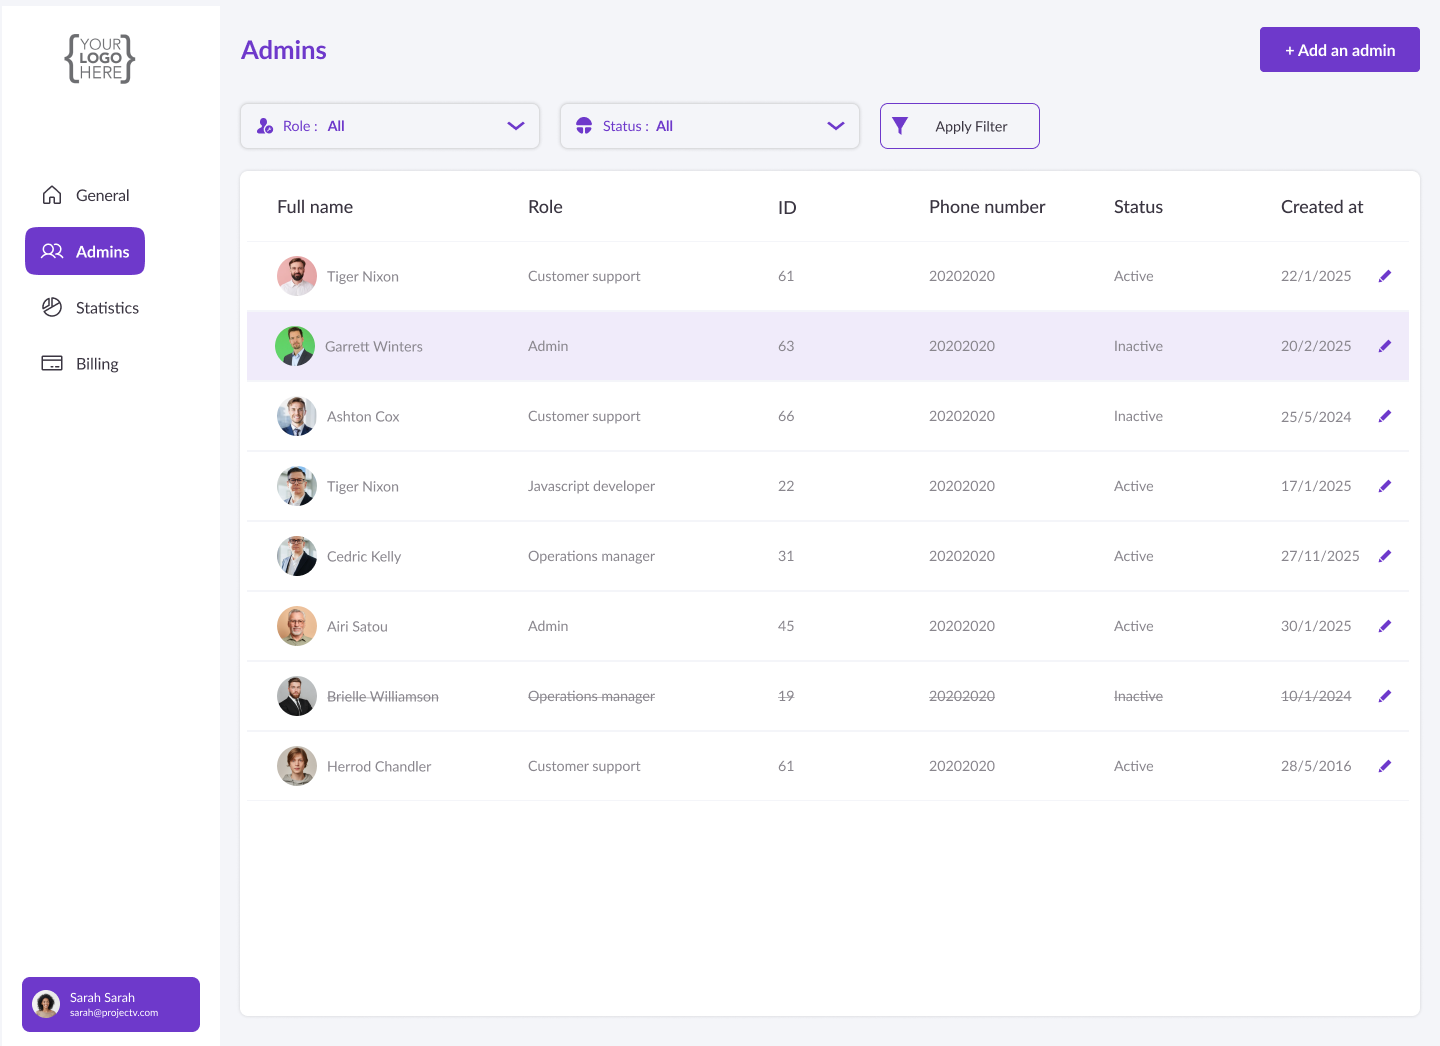 YOUR
LOGO
HERE
General
Admins
Statistics
Billing
Sarah Sarah
sarah@projectv.com
Admins
+ Add an admin
Role : All
Status : All
Apply Filter
Full name Role ID Phone number Status Created at
Tiger Nixon Customer support 61 20202020 Active 22/1/2025
Garrett Winters Admin 63 20202020 Inactive 20/2/2025
Ashton Cox Customer support 66 20202020 Inactive 25/5/2024
Tiger Nixon Javascript developer 22 20202020 Active 17/1/2025
Cedric Kelly Operations manager 31 20202020 Active 27/11/2025
Airi Satou Admin 45 20202020 Active 30/1/2025
Brielle Williamson Operations manager 19 20202020 Inactive 10/1/2024
Herrod Chandler Customer support 61 20202020 Active 28/5/2016